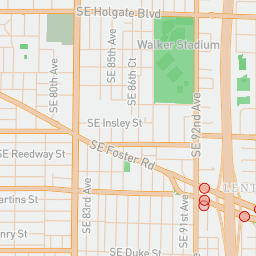 SE Holgate Blvd
SE 80th Ave
SE 85th Ave
SE 86th Ct
Walker Stadium
SE Insley St
SE 92nd Ave
SE Reedway St
SE Foster Rd
LENT
SE 83rd Ave
artins St
SE 91st Ave
nry St
SE Duke St